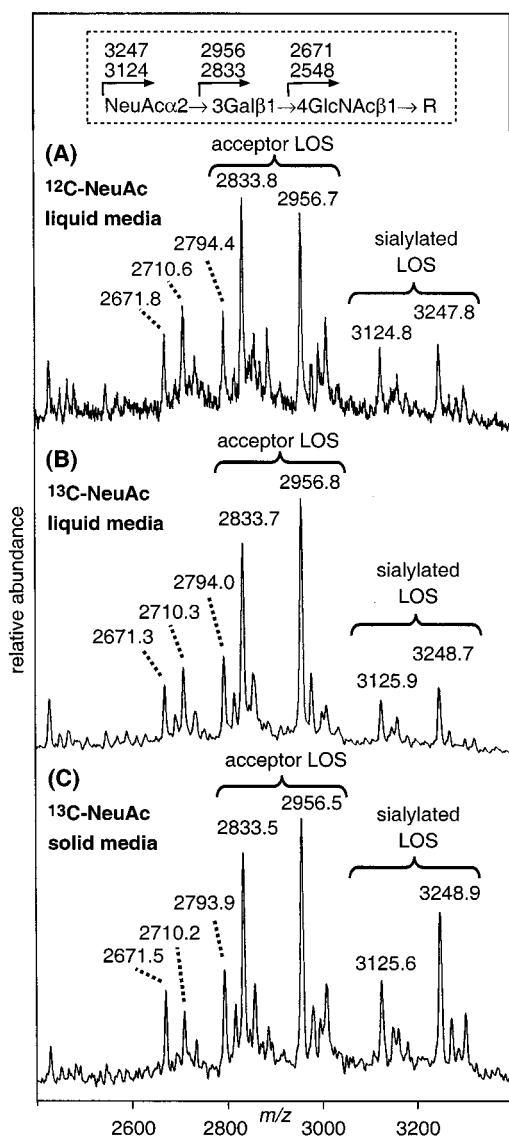 3247 2956 2671
3124 2833 2548
NeuAcα2→3Galβ1→4GlcNAcβ1→R
(A)
acceptor LOS
¹²C-NeuAc
liquid media
2833.8
2956.7
2794.4
2710.6
2671.8
sialylated
LOS
3124.8
3247.8
(B)
acceptor LOS
¹³C-NeuAc
liquid media
2956.8
2833.7
2794.0
2710.3
2671.3
sialylated
LOS
3125.9
3248.7
(C)
acceptor LOS
¹³C-NeuAc
solid media
2956.5
2833.5
2793.9
2710.2
2671.5
sialylated
LOS
3125.6
3248.9
relative abundance
2600 2800 3000 3200
m/z